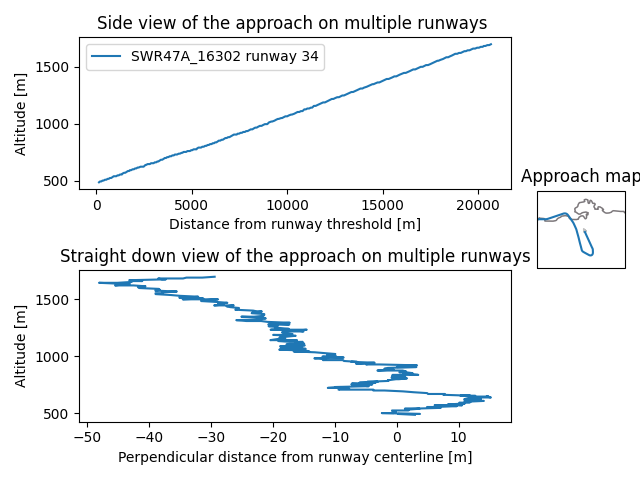 Side view of the approach on multiple runways
SWR47A_16302 runway 34
Altitude [m]
1500
1000
500
0
5000
10000
15000
20000
Distance from runway threshold [m]
Approach map
Straight down view of the approach on multiple runways
Altitude [m]
1500
1000
500
−50
−40
−30
−20
−10
0
10
Perpendicular distance from runway centerline [m]